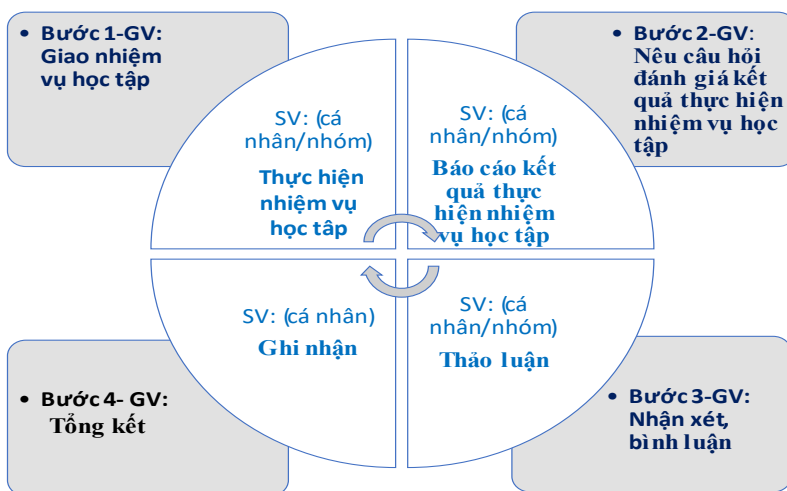 • Bước 1-GV:
Giao nhiệm
vụ học tập
SV: (cá
nhân/nhóm)
Thực hiện
nhiệm vụ
học tâp
• Bước 2-GV:
Nêu câu hỏi
đánh giá kết
quả thực hiện
nhiệm vụ học
tập
SV: (cá
nhân/nhóm)
Báo cáo kết
quả thực
hiện nhiệm
vụ học tập
SV: (cá nhân)
Ghi nhận
SV: (cá
nhân/nhóm)
Thảo luận
• Bước 4- GV:
Tổng kết
• Bước 3-GV:
Nhận xét,
bình luận